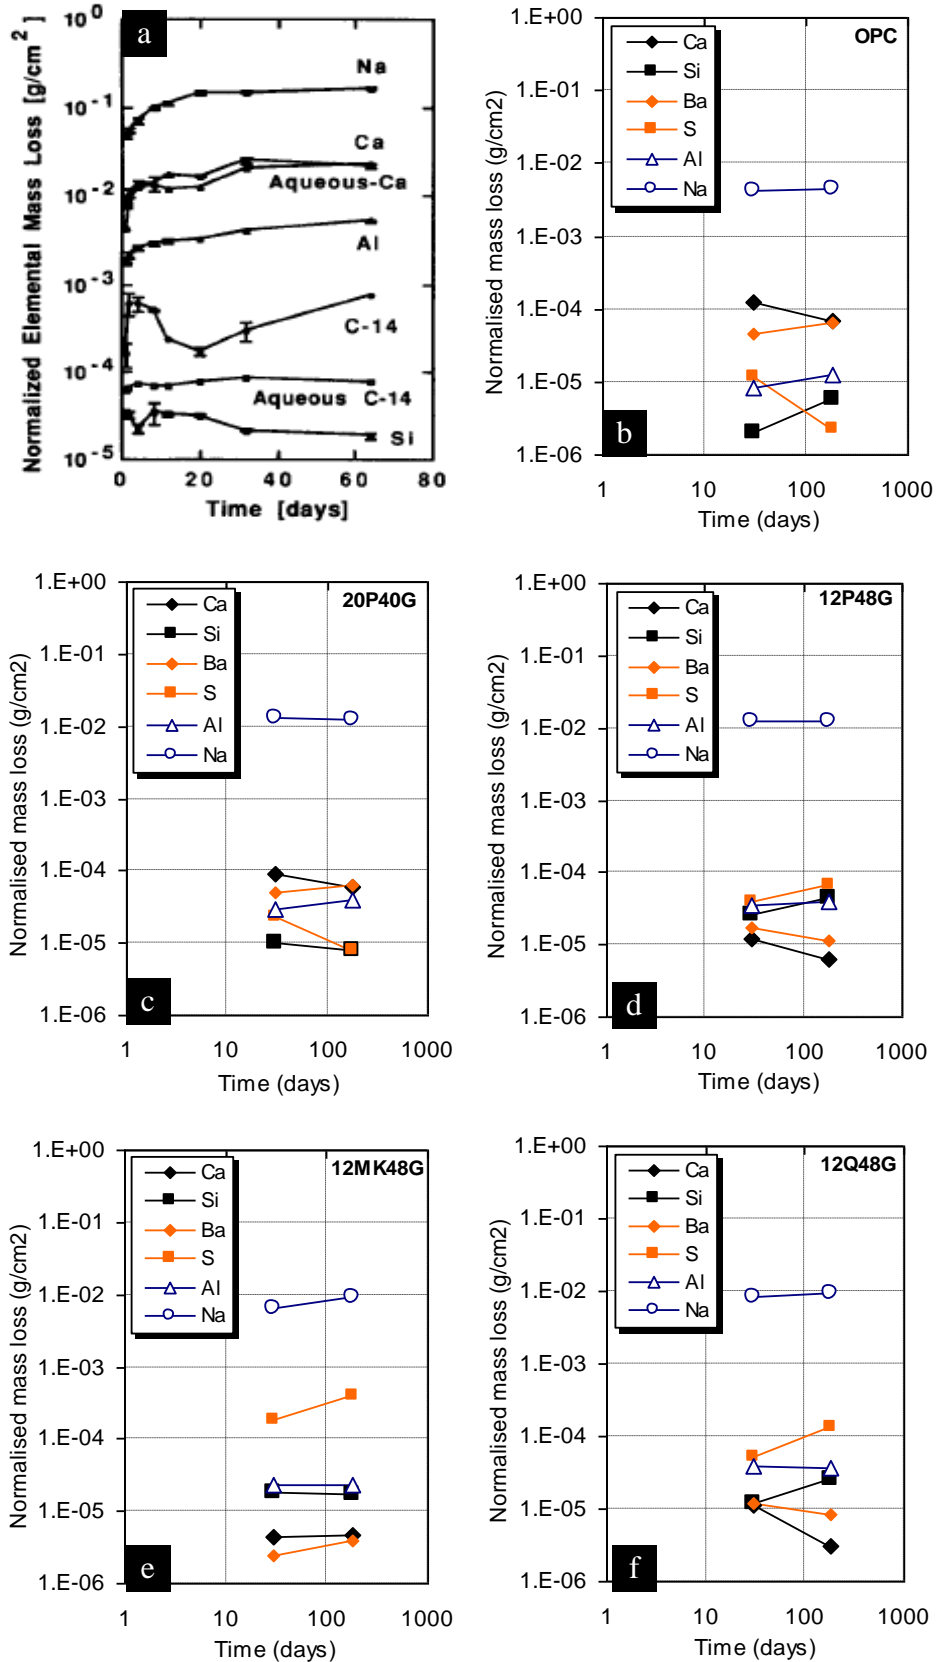 a
Normalized Elemental Mass Loss [g/cm²]
10⁰
10⁻¹
10⁻²
10⁻³
10⁻⁴
10⁻⁵
Na
Ca
Aqueous-Ca
Al
C-14
Aqueous C-14
Si
0 20 40 60 80
Time [days]
b
OPC
Normalised mass loss (g/cm2)
1.E+00
1.E-01
1.E-02
1.E-03
1.E-04
1.E-05
1.E-06
Ca
Si
Ba
S
Al
Na
1 10 100 1000
Time (days)
c
20P40G
Normalised mass loss (g/cm2)
1.E+00
1.E-01
1.E-02
1.E-03
1.E-04
1.E-05
1.E-06
Ca
Si
Ba
S
Al
Na
1 10 100 1000
Time (days)
d
12P48G
Normalised mass loss (g/cm2)
1.E+00
1.E-01
1.E-02
1.E-03
1.E-04
1.E-05
1.E-06
Ca
Si
Ba
S
Al
Na
1 10 100 1000
Time (days)
e
12MK48G
Normalised mass loss (g/cm2)
1.E+00
1.E-01
1.E-02
1.E-03
1.E-04
1.E-05
1.E-06
Ca
Si
Ba
S
Al
Na
1 10 100 1000
Time (days)
f
12Q48G
Normalised mass loss (g/cm2)
1.E+00
1.E-01
1.E-02
1.E-03
1.E-04
1.E-05
1.E-06
Ca
Si
Ba
S
Al
Na
1 10 100 1000
Time (days)